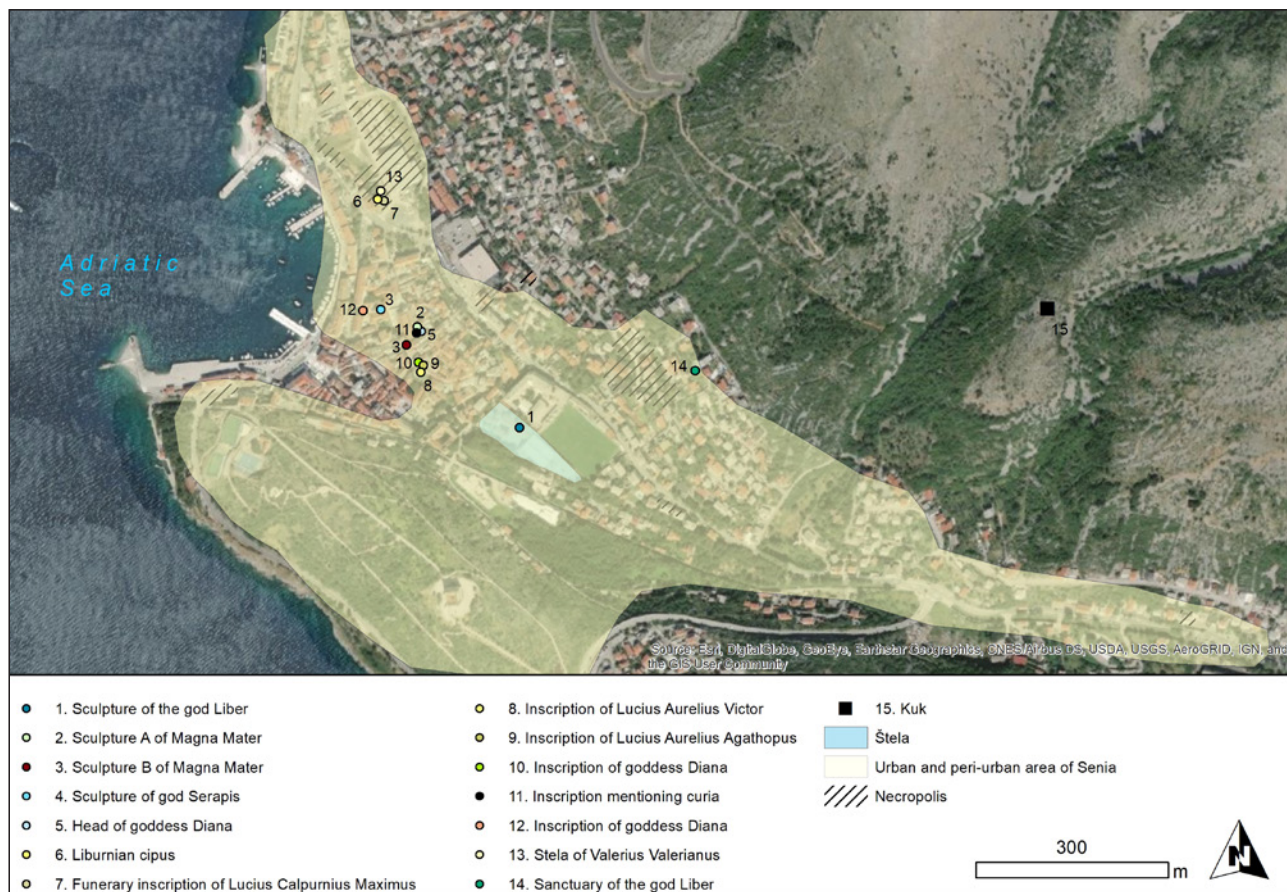 13
6
7
Adriatic
Sea
12
3
2
11
5
3
10
9
8
14
15
1
Source: Esri, DigitalGlobe, GeoEye, Earthstar Geographics, CNES/Airbus DS, USDA, USGS, AeroGRID, IGN, and
the GIS User Community
1. Sculpture of the god Liber
2. Sculpture A of Magna Mater
3. Sculpture B of Magna Mater
4. Sculpture of god Serapis
5. Head of goddess Diana
6. Liburnian cipus
7. Funerary inscription of Lucius Calpurnius Maximus
8. Inscription of Lucius Aurelius Victor
9. Inscription of Lucius Aurelius Agathopus
10. Inscription of goddess Diana
11. Inscription mentioning curia
12. Inscription of goddess Diana
13. Stela of Valerius Valerianus
14. Sanctuary of the god Liber
15. Kuk
Štela
Urban and peri-urban area of Senia
Necropolis
300
m
N